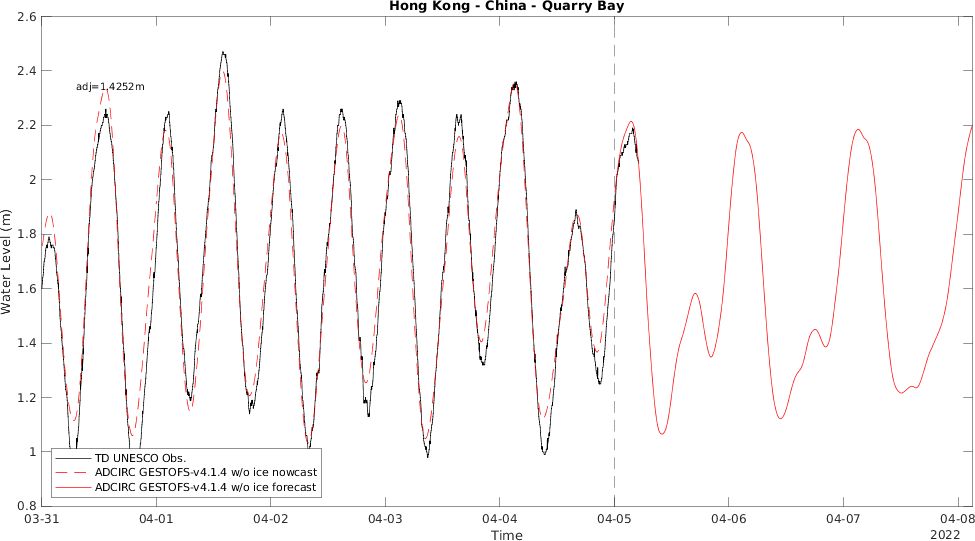 Hong Kong - China - Quarry Bay
2.6
2.4
2.2
2
1.8
1.6
1.4
1.2
1
0.8
Water Level (m)
adj=1.4252m
TD UNESCO Obs.
ADCIRC GESTOFS-v4.1.4 w/o ice nowcast
ADCIRC GESTOFS-v4.1.4 w/o ice forecast
03-31 04-01 04-02 04-03 04-04 04-05 04-06 04-07 04-08
Time
2022